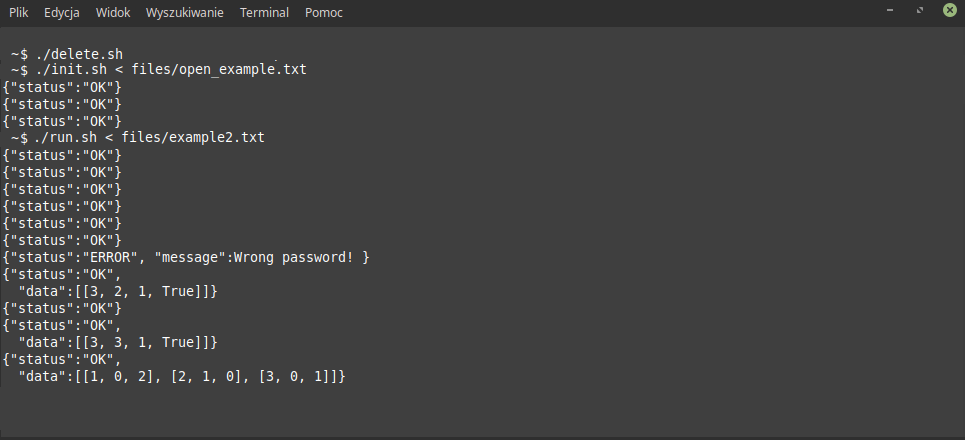 Plik Edycja Widok Wyszukiwanie Terminal Pomoc
~$ ./delete.sh
~$ ./init.sh < files/open_example.txt
{"status":"OK"}
{"status":"OK"}
{"status":"OK"}
~$ ./run.sh < files/example2.txt
{"status":"OK"}
{"status":"OK"}
{"status":"OK"}
{"status":"OK"}
{"status":"OK"}
{"status":"OK"}
{"status":"ERROR", "message":Wrong password! }
{"status":"OK",
"data":[[3, 2, 1, True]]}
{"status":"OK"}
{"status":"OK",
"data":[[3, 3, 1, True]]}
{"status":"OK",
"data":[[1, 0, 2], [2, 1, 0], [3, 0, 1]]}